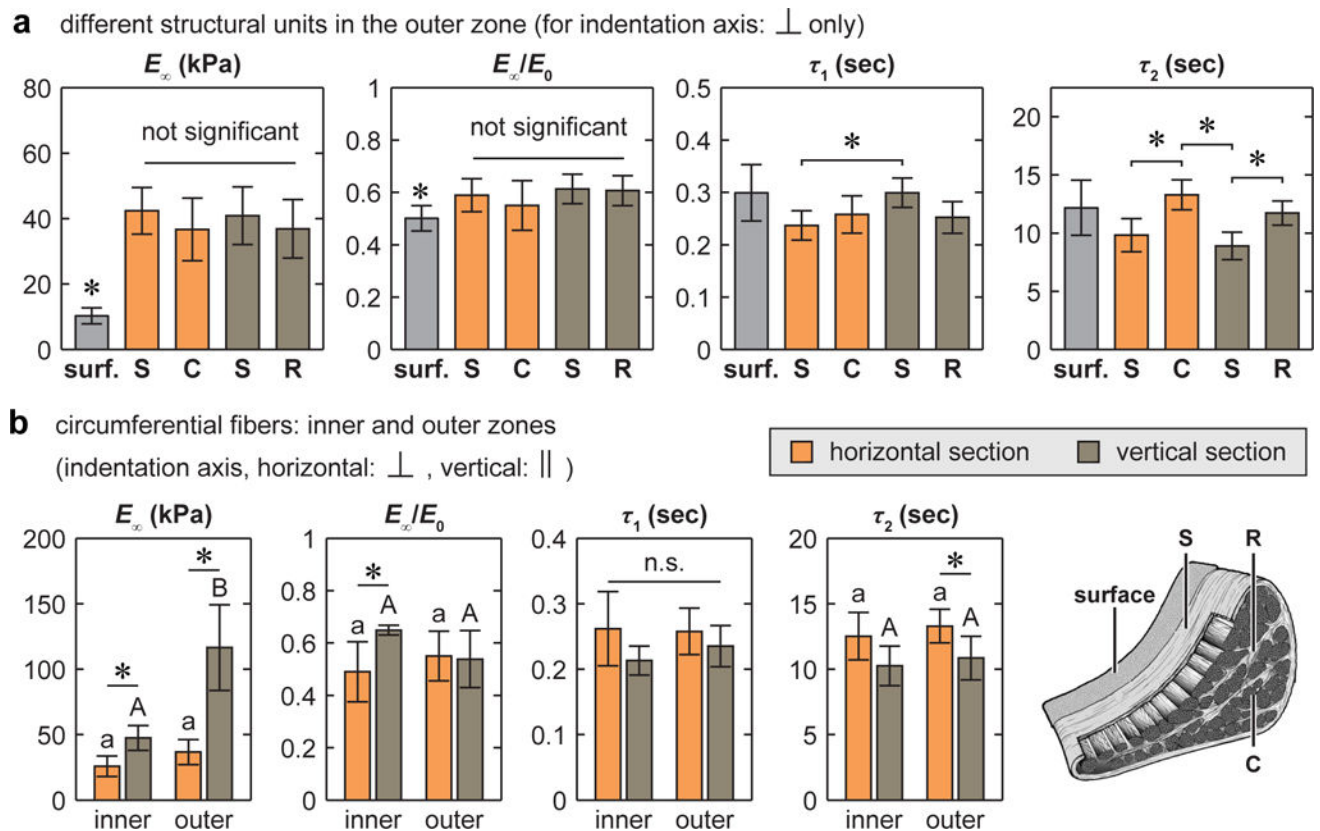 a different structural units in the outer zone (for indentation axis: ⊥ only)
E∞ (kPa)
80
60
40
20
0
not significant
*
surf. S C S R
E∞/E0
1
0.8
0.6
0.4
0.2
0
not significant
*
surf. S C S R
τ1 (sec)
0.5
0.4
0.3
0.2
0.1
0
*
surf. S C S R
τ2 (sec)
20
15
10
5
0
* * *
surf. S C S R
b circumferential fibers: inner and outer zones
(indentation axis, horizontal: ⊥ , vertical: || )
horizontal section vertical section
E∞ (kPa)
200
150
100
50
0
* *
a A a B
inner outer
E∞/E0
1
0.8
0.6
0.4
0.2
0
*
a A a A
inner outer
τ1 (sec)
0.4
0.3
0.2
0.1
0
n.s.
inner outer
τ2 (sec)
20
15
10
5
0
*
a A a A
inner outer
S R
surface
C